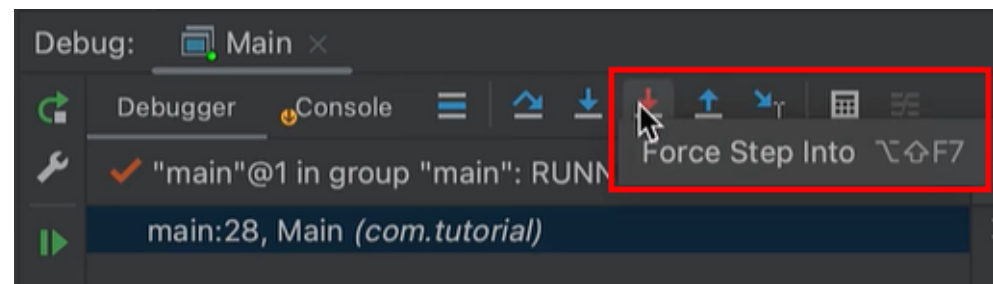 Debug: Main
Debugger Console
Force Step Into ⌥⇧F7
"main"@1 in group "main": RUNN
main:28, Main (com.tutorial)